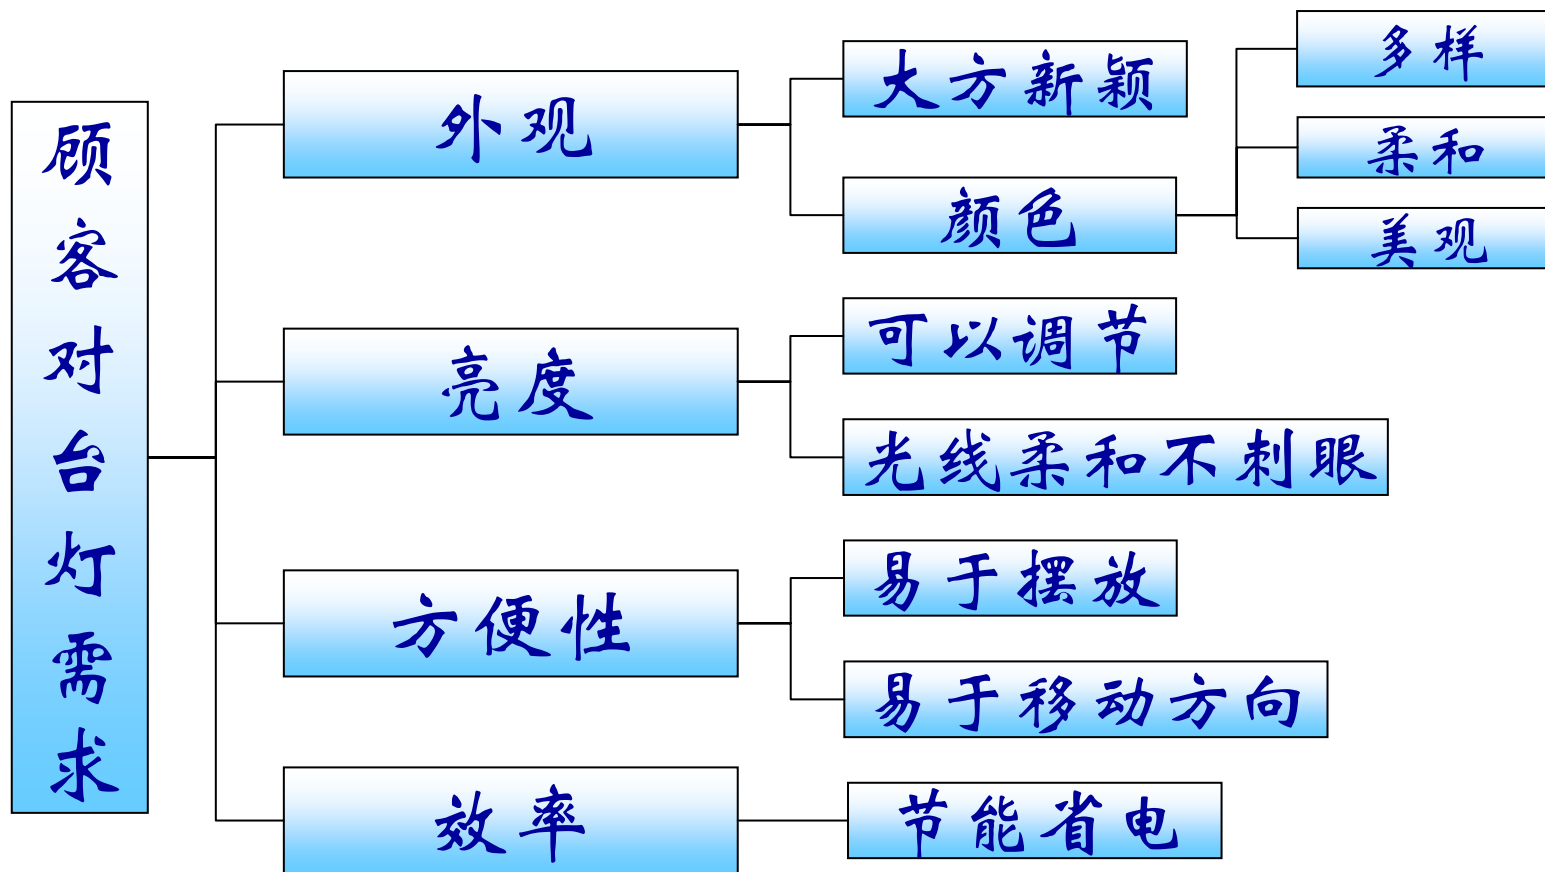 顾客对台灯需求
外观
大方新颖
颜色
多样
柔和
美观
亮度
可以调节
光线柔和不刺眼
方便性
易于摆放
易于移动方向
效率
节能省电